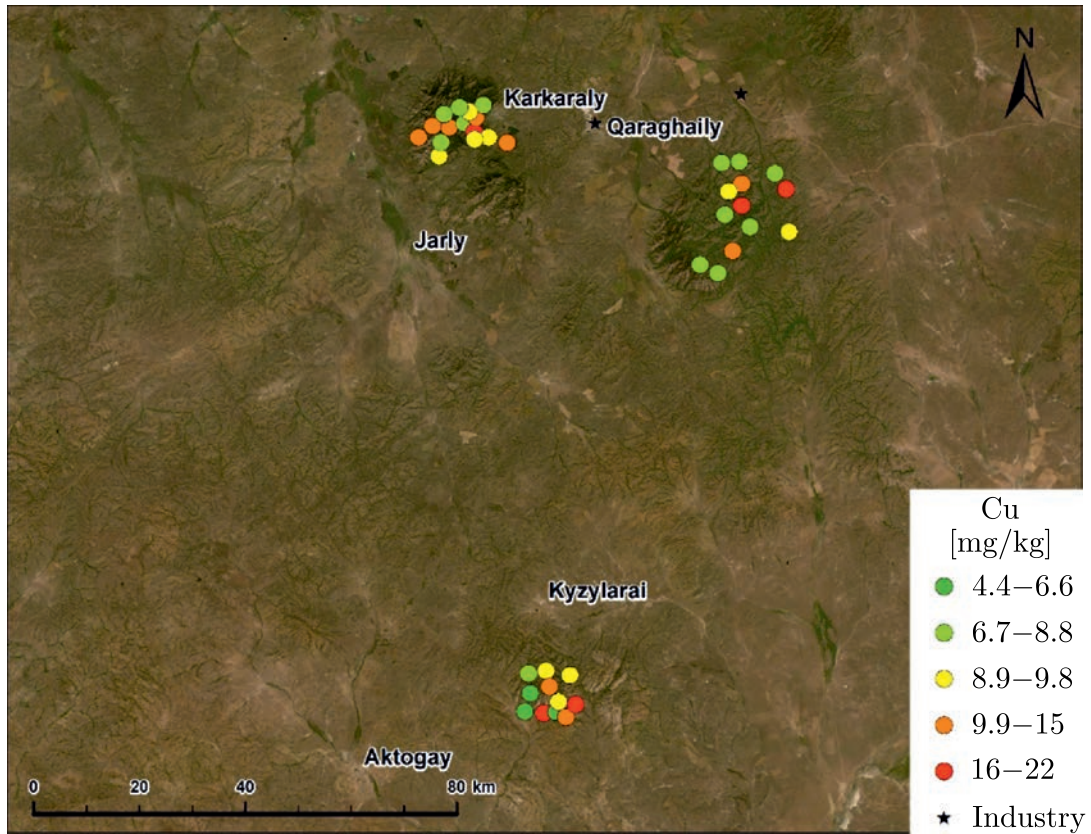 N
Karkaraly
Qaraghaily
Jarly
Kyzylarai
Aktogay
0 20 40 80 km
Cu
[mg/kg]
4.4–6.6
6.7–8.8
8.9–9.8
9.9–15
16–22
Industry